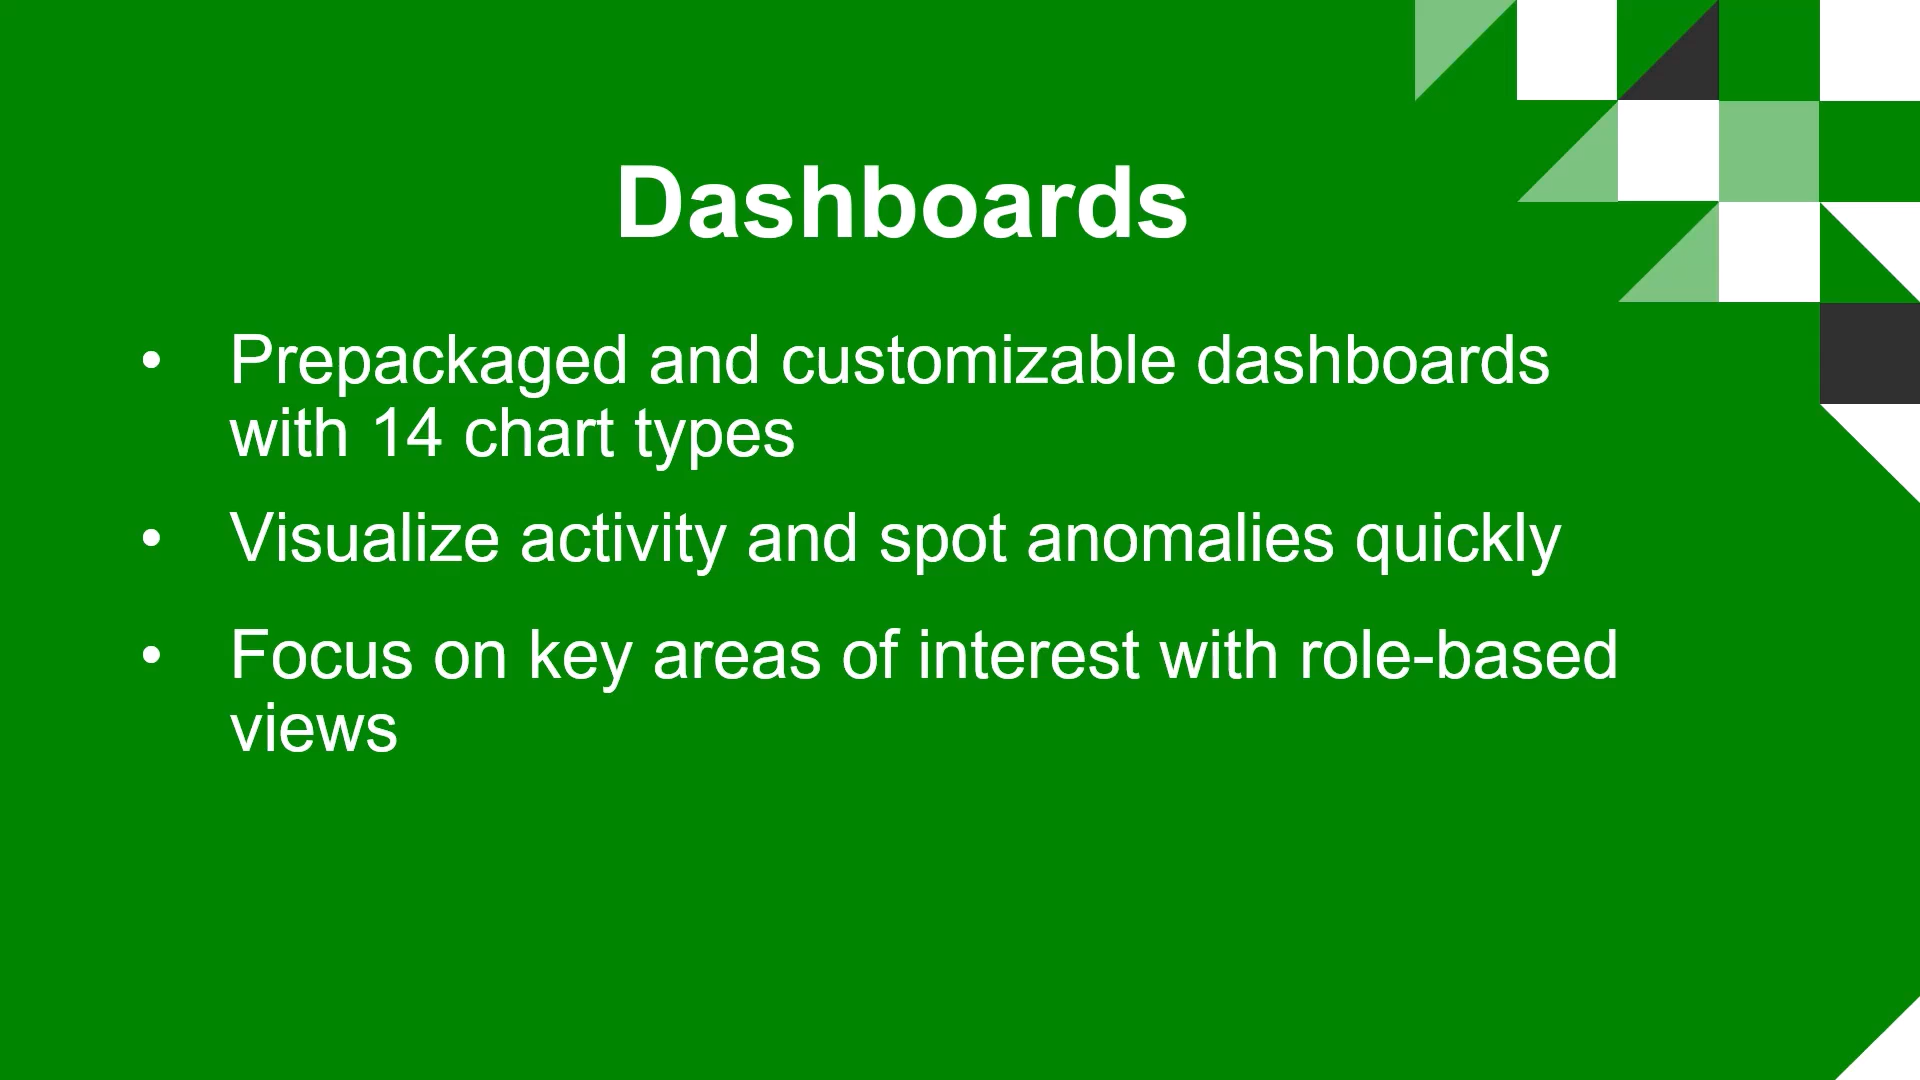 Dashboards
• Prepackaged and customizable dashboards
with 14 chart types
• Visualize activity and spot anomalies quickly
• Focus on key areas of interest with role-based
views